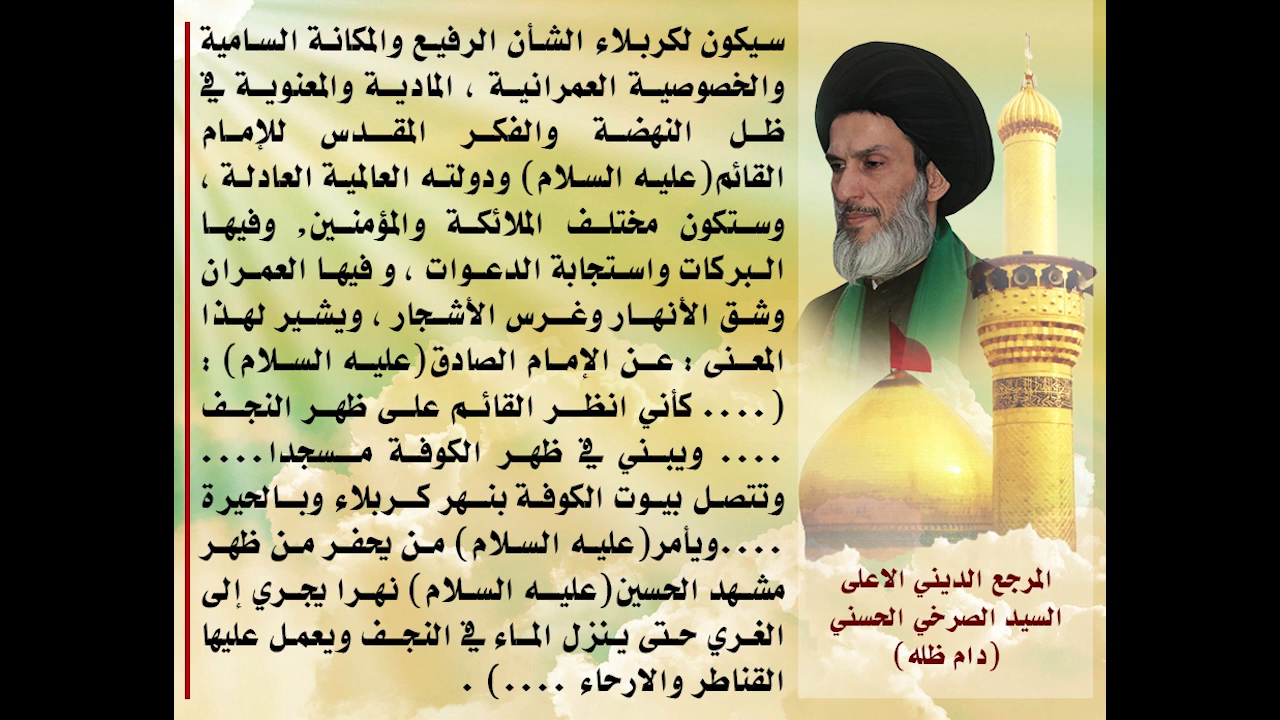 سيكون لكربلاء الشأن الرفيع والمكانة السامية
والخصوصية العمرانية ، المادية والمعنوية في
ظل النهضة والفكر المقدس للإمام
القائم(عليه السلام) ودولته العالمية العادلة ،
وستكون مختلف الملائكة والمؤمنين, وفيها
البركات واستجابة الدعوات ، و فيها العمران
وشق الأنهار وغرس الأشجار ، ويشير لهذا
المعنى : عن الإمام الصادق(عليه السلام) :
(.... كأني انظر القائم على ظهر النجف
.... ويبني في ظهر الكوفة مسجدا....
وتتصل بيوت الكوفة بنهر كربلاء وبالحيرة
....ويأمر(عليه السلام) من يحفر من ظهر
مشهد الحسين(عليه السلام) نهرا يجري إلى
الغري حتى ينزل الماء في النجف ويعمل عليها
القناطر والارحاء ....) .
المرجع الديني الاعلى
السيد الصرخي الحسني
(دام ظله)